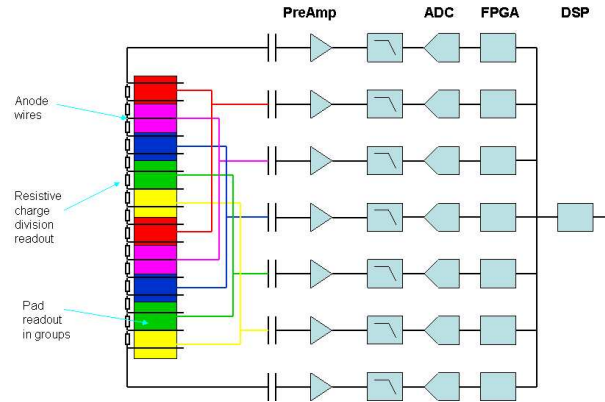 PreAmp
ADC
FPGA
DSP
Anode
wires
Resistive
charge
division
readout
Pad
readout
in groups